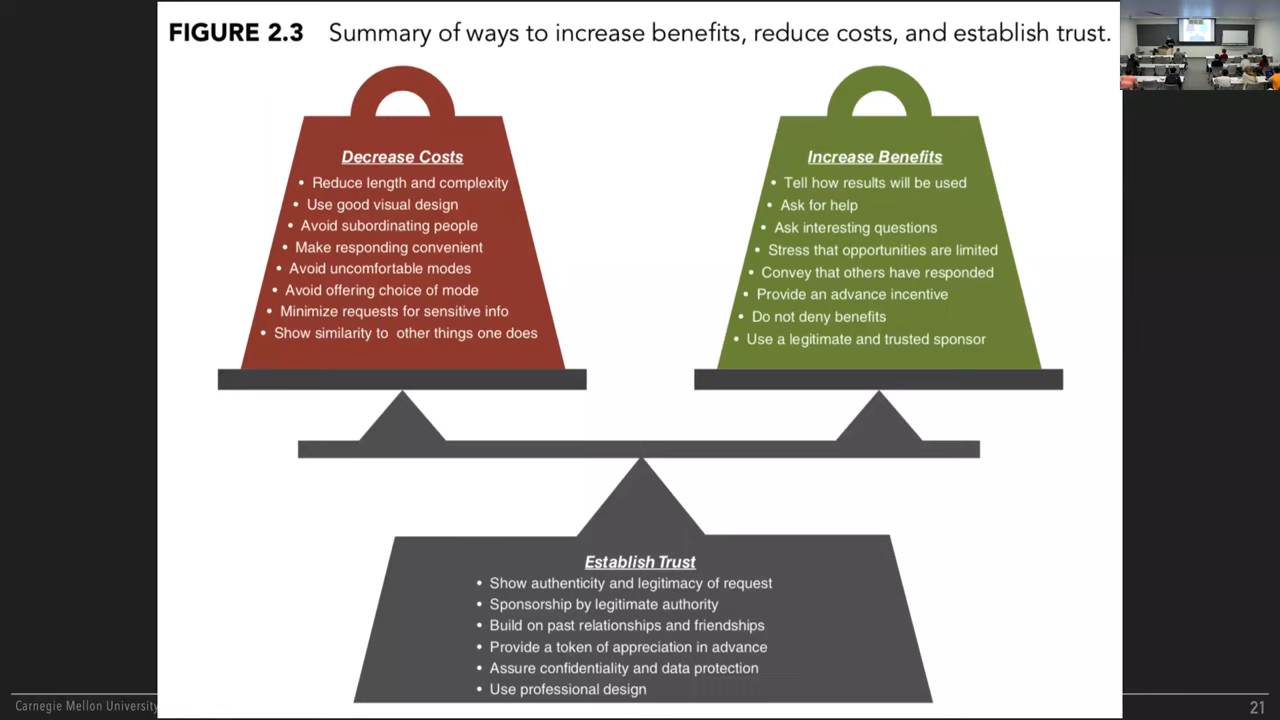 FIGURE 2.3 Summary of ways to increase benefits, reduce costs, and establish trust.
Decrease Costs
• Reduce length and complexity
• Use good visual design
• Avoid subordinating people
• Make responding convenient
• Avoid uncomfortable modes
• Avoid offering choice of mode
• Minimize requests for sensitive info
• Show similarity to other things one does
Increase Benefits
• Tell how results will be used
• Ask for help
• Ask interesting questions
• Stress that opportunities are limited
• Convey that others have responded
• Provide an advance incentive
• Do not deny benefits
• Use a legitimate and trusted sponsor
Establish Trust
• Show authenticity and legitimacy of request
• Sponsorship by legitimate authority
• Build on past relationships and friendships
• Provide a token of appreciation in advance
• Assure confidentiality and data protection
• Use professional design
Carnegie Mellon University
21